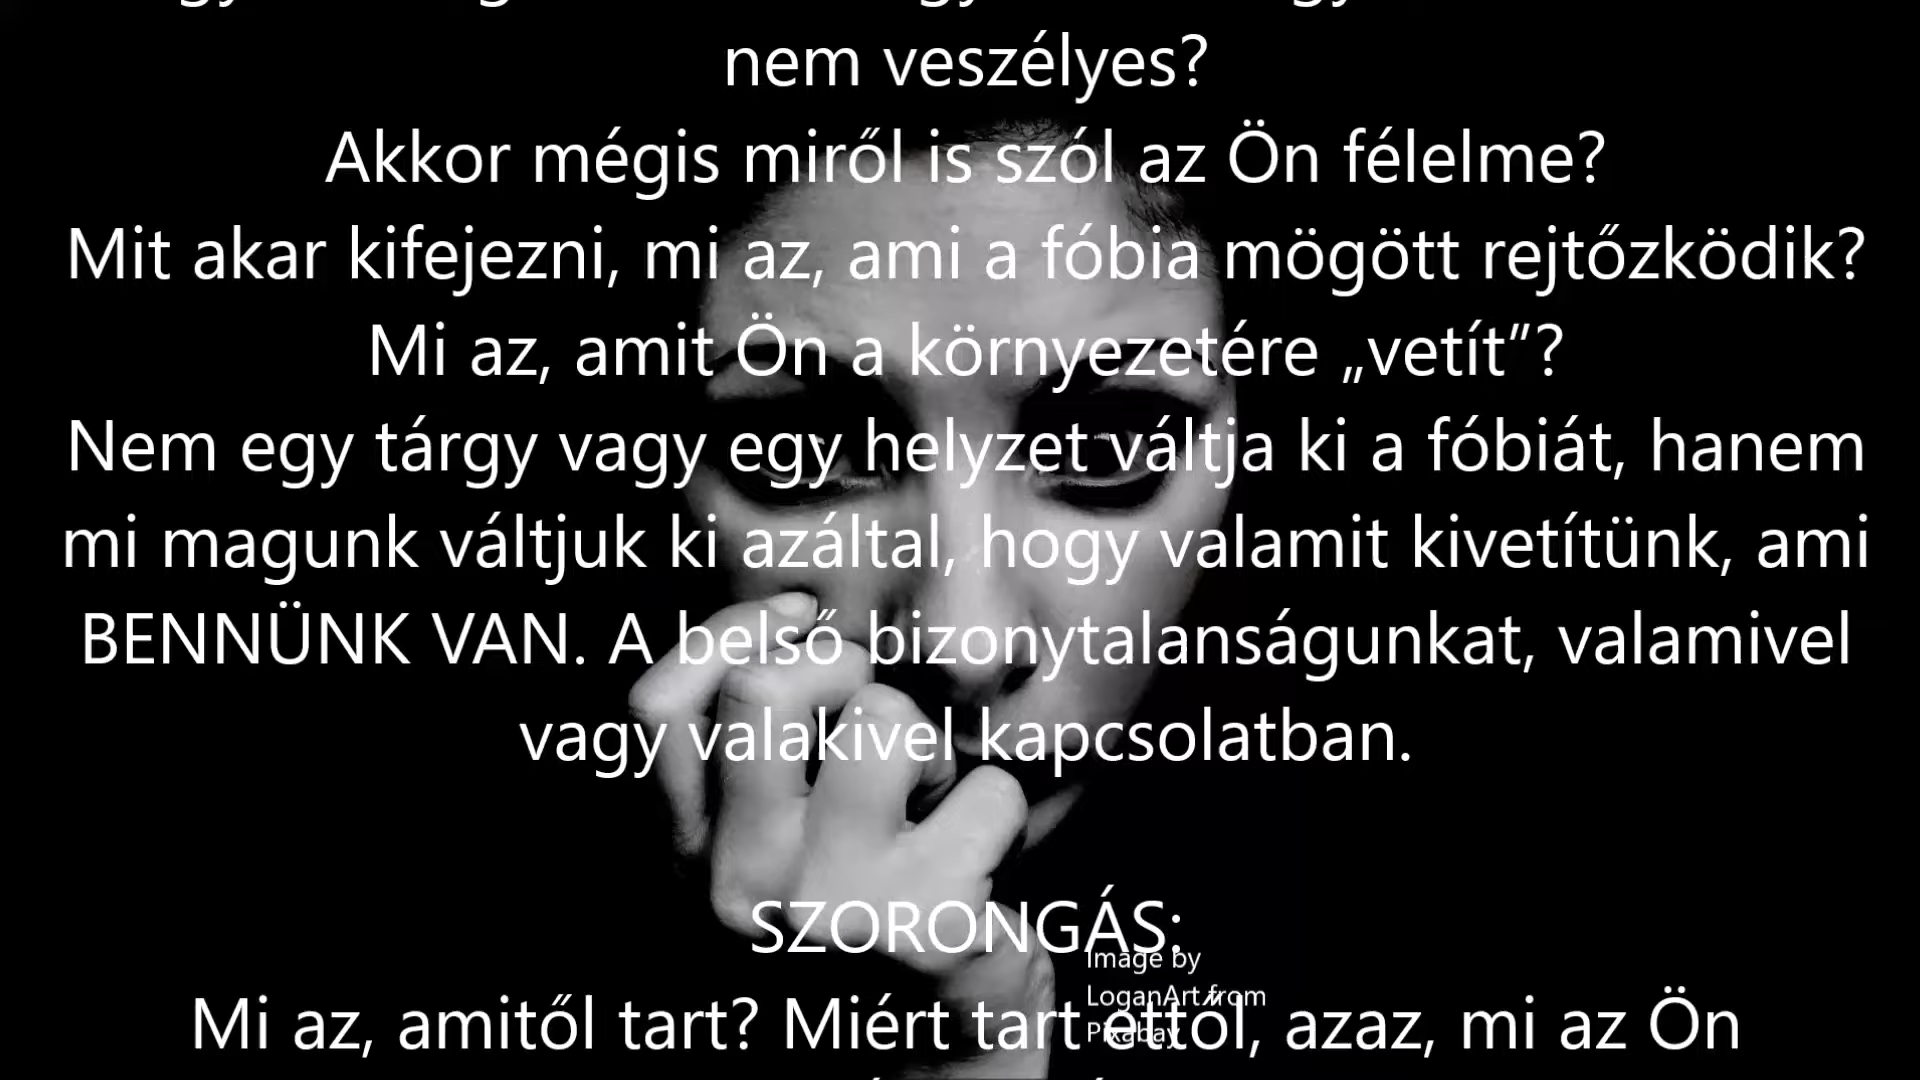 nem veszélyes?
Akkor mégis miről is szól az Ön félelme?
Mit akar kifejezni, mi az, ami a fóbia mögött rejtőzködik?
Mi az, amit Ön a környezetére „vetít”?
Nem egy tárgy vagy egy helyzet váltja ki a fóbiát, hanem
mi magunk váltjuk ki azáltal, hogy valamit kivetítünk, ami
BENNÜNK VAN. A belső bizonytalanságunkat, valamivel
vagy valakivel kapcsolatban.
SZORONGÁS:
Image by
LoganArt from
Pixabay
Mi az, amitől tart? Miért tart ettől, azaz, mi az Ön